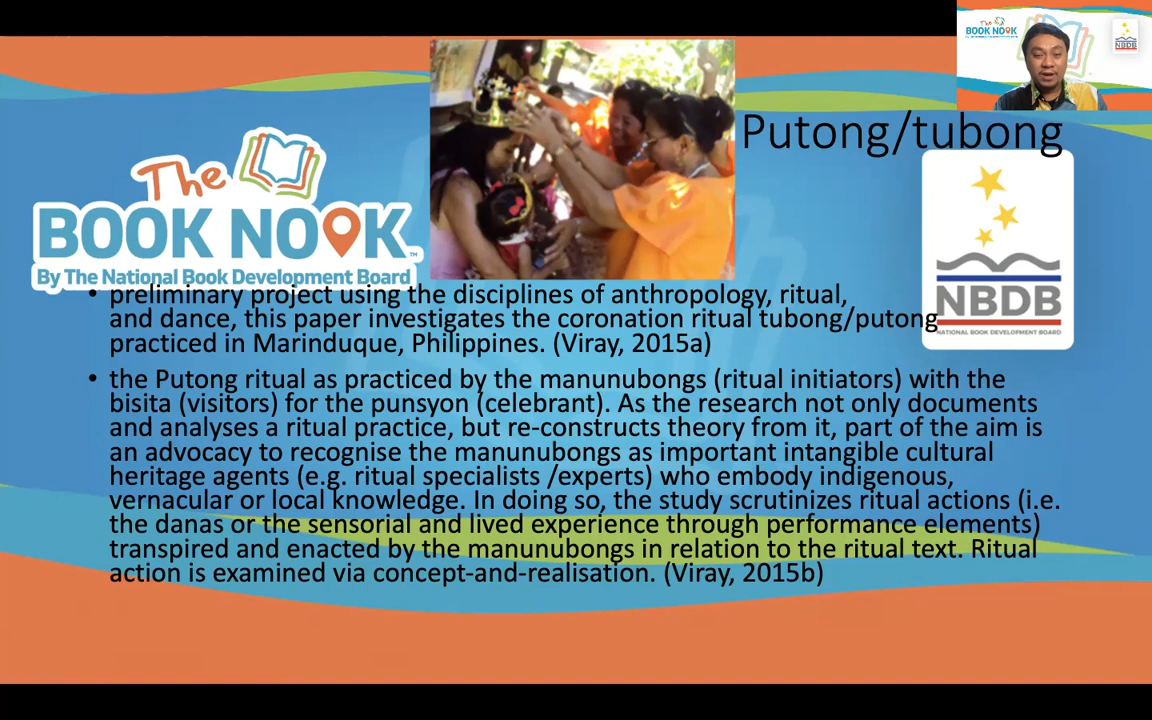 The
BOOK NOOK
BOOK NOOK™
By The National Book Development Board
The
Putong/tubong
NBDB
NBDB
NATIONAL BOOK DEVELOPMENT BOARD
• preliminary project using the disciplines of anthropology, ritual,
and dance, this paper investigates the coronation ritual tubong/putong
practiced in Marinduque, Philippines. (Viray, 2015a)
• the Putong ritual as practiced by the manunubongs (ritual initiators) with the
bisita (visitors) for the punsyon (celebrant). As the research not only documents
and analyses a ritual practice, but re-constructs theory from it, part of the aim is
an advocacy to recognise the manunubongs as important intangible cultural
heritage agents (e.g. ritual specialists /experts) who embody indigenous,
vernacular or local knowledge. In doing so, the study scrutinizes ritual actions (i.e.
the danas or the sensorial and lived experience through performance elements)
transpired and enacted by the manunubongs in relation to the ritual text. Ritual
action is examined via concept-and-realisation. (Viray, 2015b)